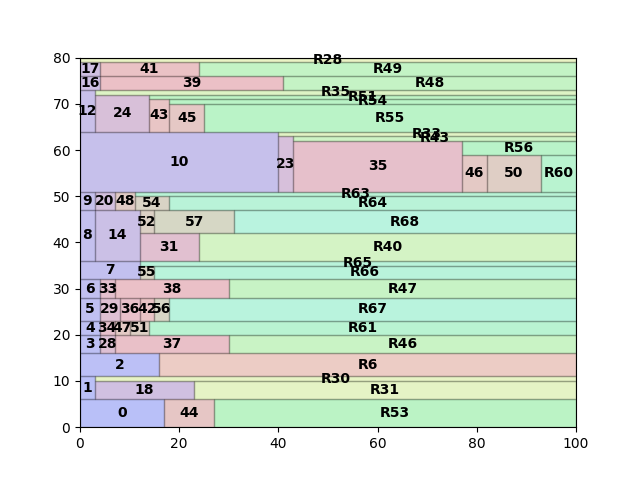 80
R28
17 41 R49
16 39 R48
R35
R51
70
R54
12 24 43 45 R55
R33
R43
60
10 23 35 R56
46 50 R60
50
R63
9 20 48 54 R64
52 57 R68
8 14
40
31 R40
R65
7 55 R66
30
6 33 38 R47
5 29 36 42 56 R67
20
4 34 47 51 R61
3 28 37 R46
2 R6
10
R30
1 18 R31
0 44 R53
0
0 20 40 60 80 100